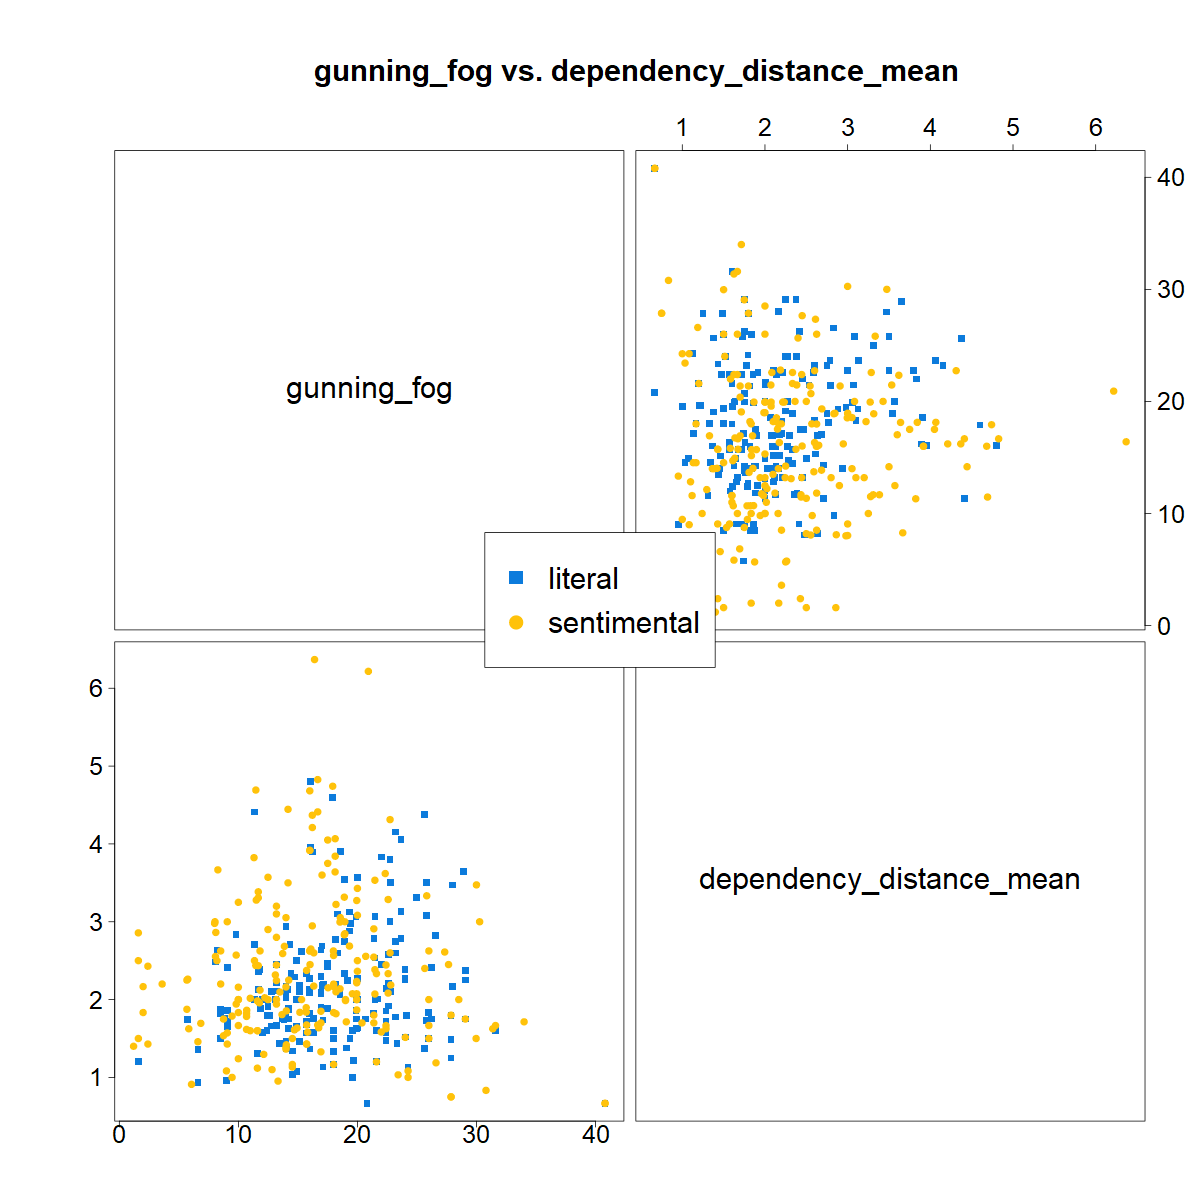 gunning_fog vs. dependency_distance_mean
1 2 3 4 5 6
gunning_fog
40
30
20
10
0
literal
sentimental
6
5
4
3
2
1
dependency_distance_mean
0 10 20 30 40